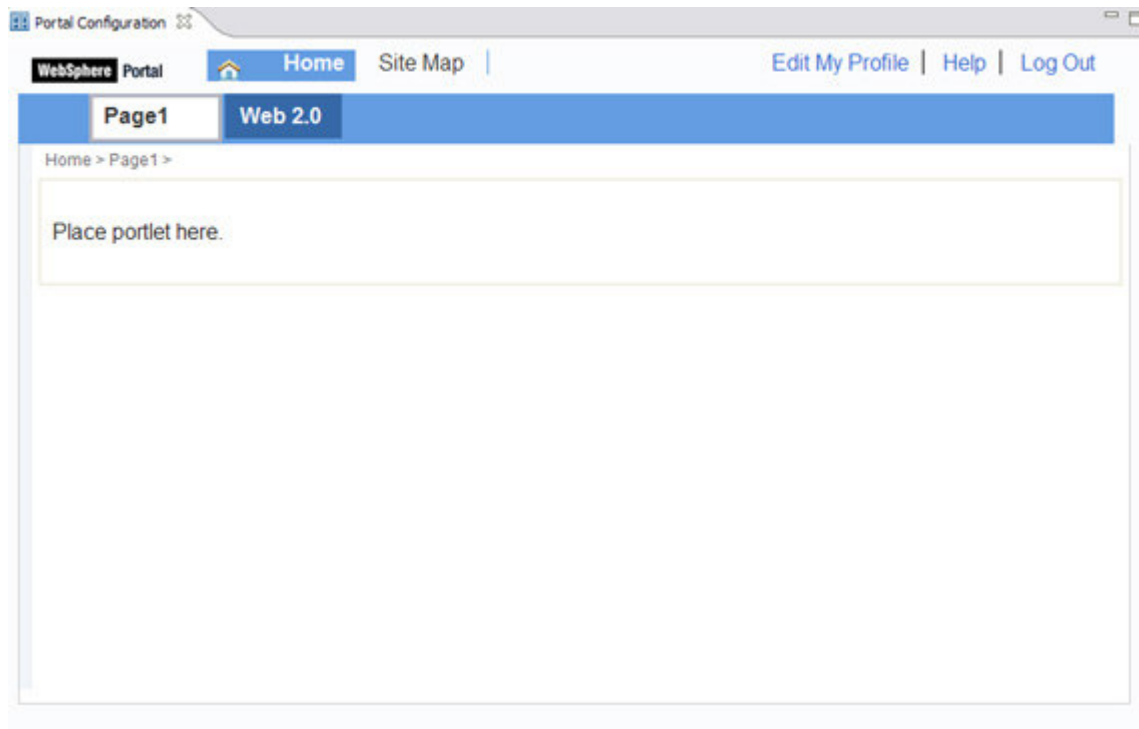 Portal Configuration
WebSphere Portal Home Site Map | Edit My Profile | Help | Log Out
Page1 Web 2.0
Home > Page1 >
Place portlet here.